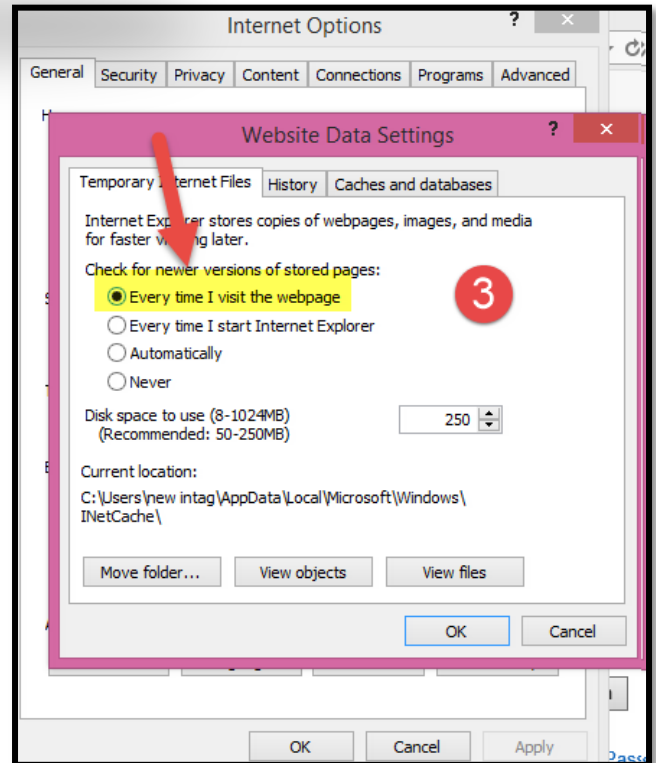 Internet Options
?
General Security Privacy Content Connections Programs Advanced
H
Website Data Settings
?
Temporary Internet Files History Caches and databases
Internet Explorer stores copies of webpages, images, and media
for faster viewing later.
Check for newer versions of stored pages:
Every time I visit the webpage
3
Every time I start Internet Explorer
Automatically
Never
Disk space to use (8-1024MB)
250
(Recommended: 50-250MB)
Current location:
C:\Users\new intag\AppData\Local\Microsoft\Windows\
INetCache\
Move folder... View objects View files
OK Cancel
OK Cancel Apply